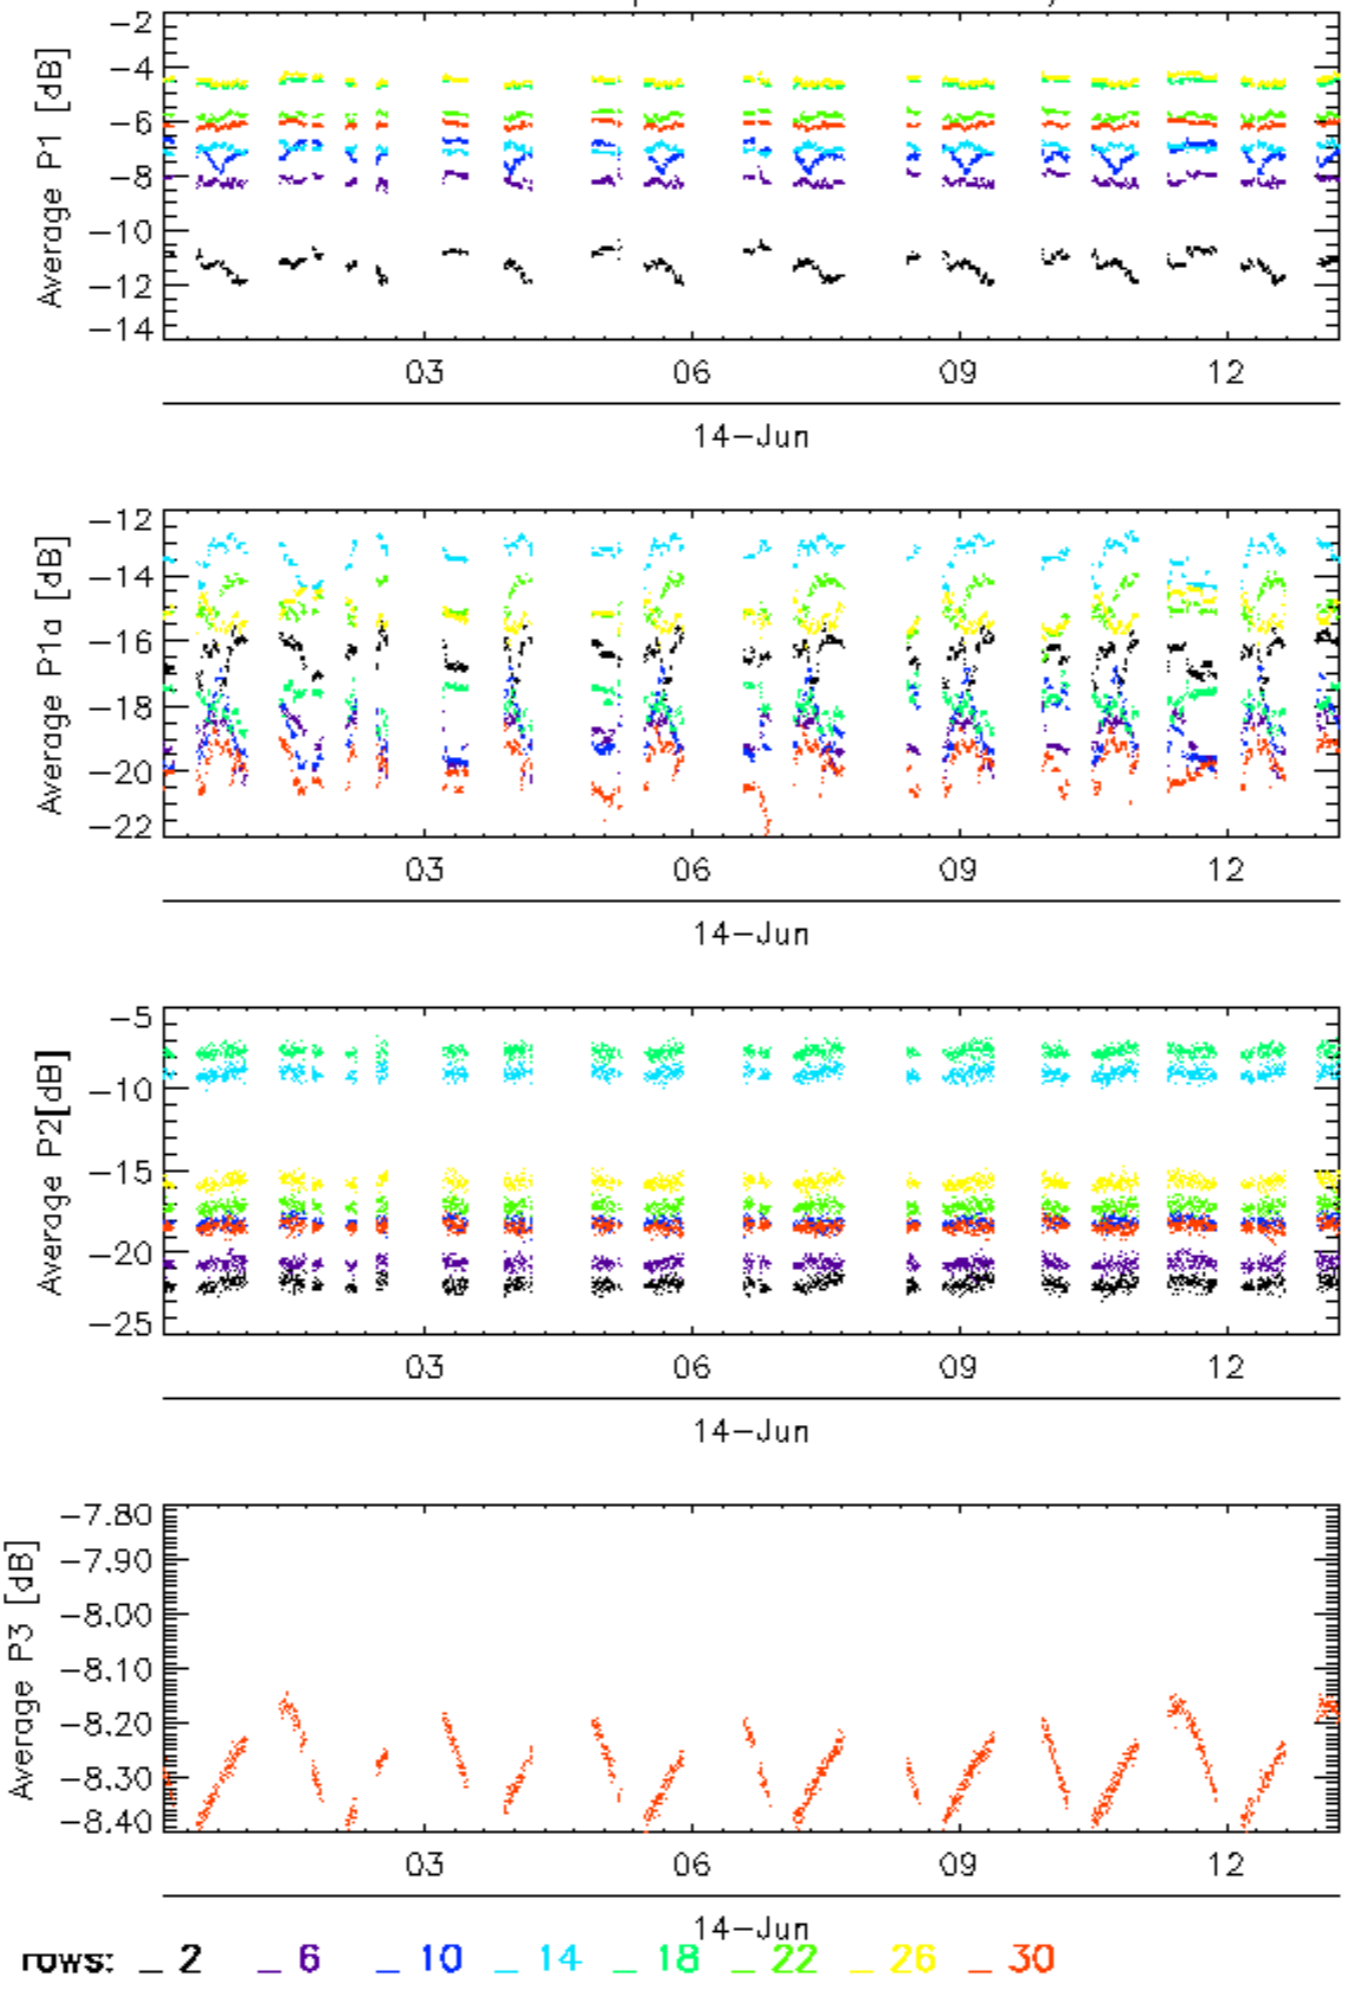 Average P1 [dB]
-2
-4
-6
-8
-10
-12
-14
03 06 09 12
14-Jun
Average P1a [dB]
-12
-14
-16
-18
-20
-22
03 06 09 12
14-Jun
Average P2[dB]
-5
-10
-15
-20
-25
03 06 09 12
14-Jun
Average P3 [dB]
-7.80
-7.90
-8.00
-8.10
-8.20
-8.30
-8.40
03 06 09 12
14-Jun
rows: _ 2 _ 6 _ 10 _ 14 _ 18 _ 22 _ 26 _ 30